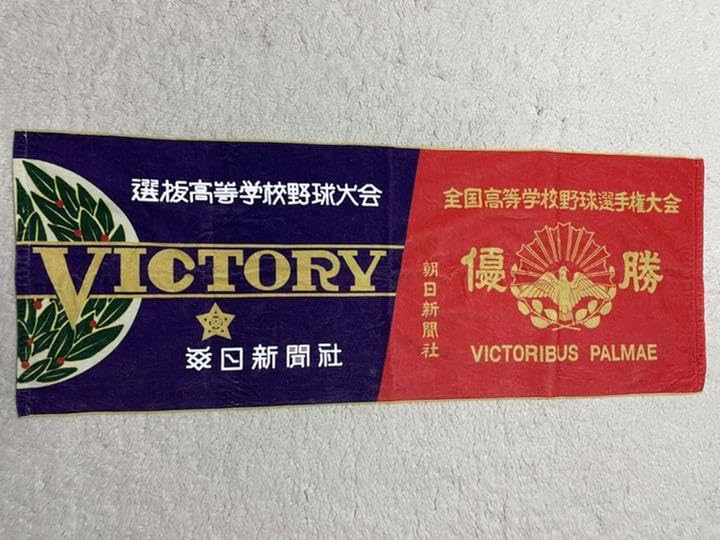 選抜高等学校野球大会
VICTORY
毎日新聞社
全国高等学校野球選手権大会
優勝
朝日新聞社
VICTORIBUS PALMAE